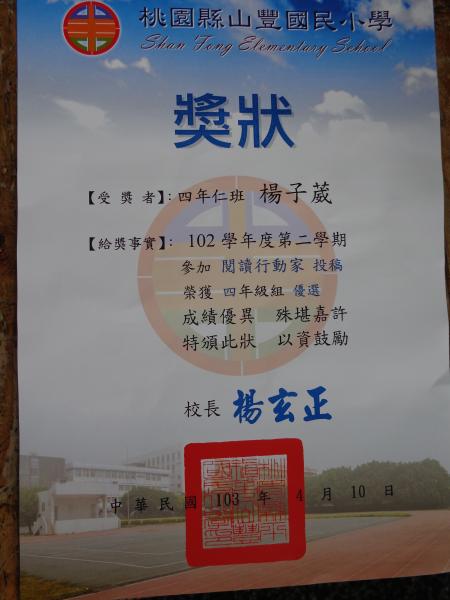 桃園縣山豐國民小學
Shan Fong Elementary School
獎狀
【受獎者】：四年仁班 楊子葳
【給獎事實】：102學年度第二學期
參加 閱讀行動家 投稿
榮獲 四年級組 優選
成績優異 殊堪嘉許
特頒此狀 以資鼓勵
校長 楊玄正
中華民國 103 年 4 月 10 日